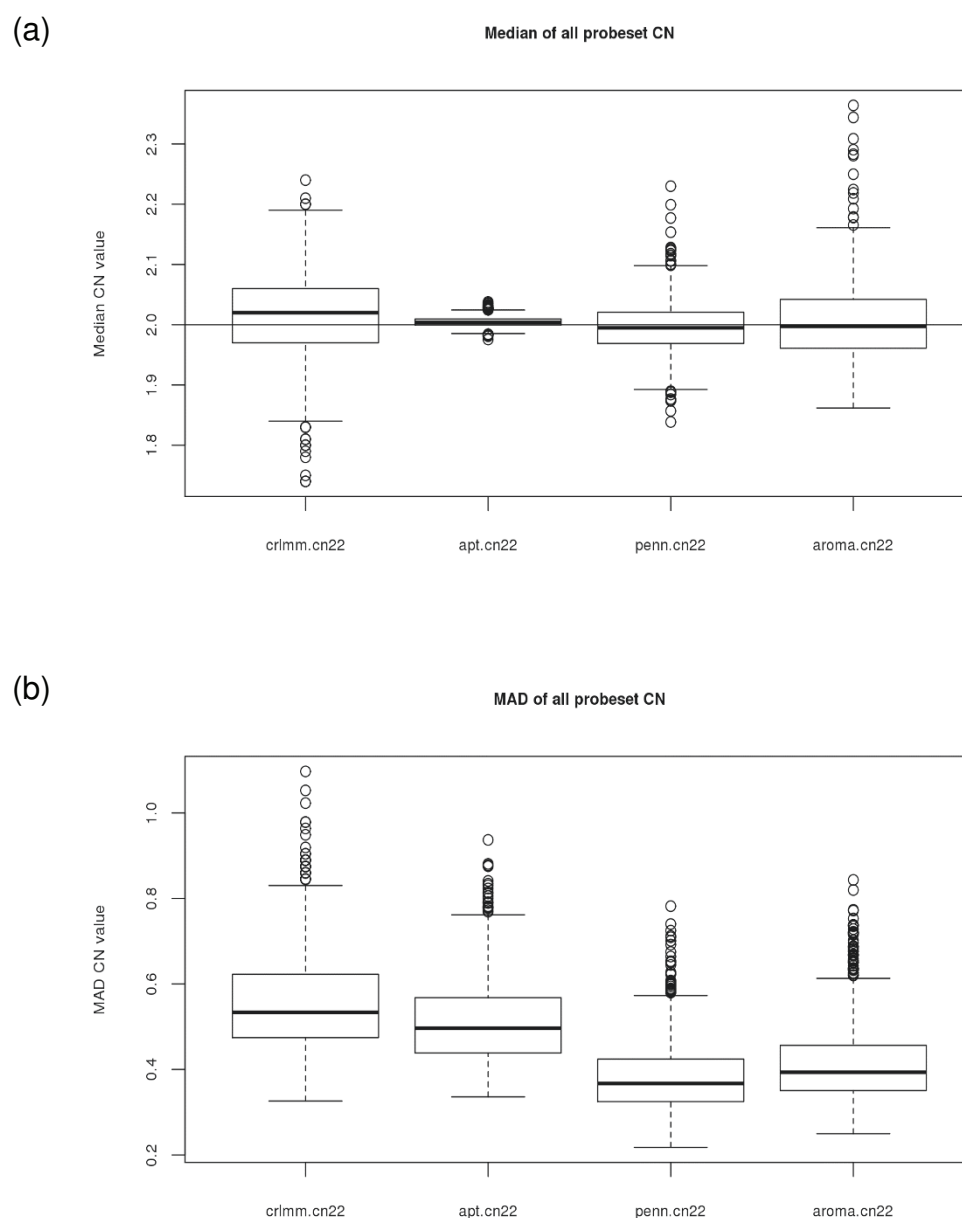 (a)
Median of all probeset CN
Median CN value
2.3
2.2
2.1
2.0
1.9
1.8
crlmm.cn22 apt.cn22 penn.cn22 aroma.cn22
(b)
MAD of all probeset CN
MAD CN value
1.0
0.8
0.6
0.4
0.2
crlmm.cn22 apt.cn22 penn.cn22 aroma.cn22